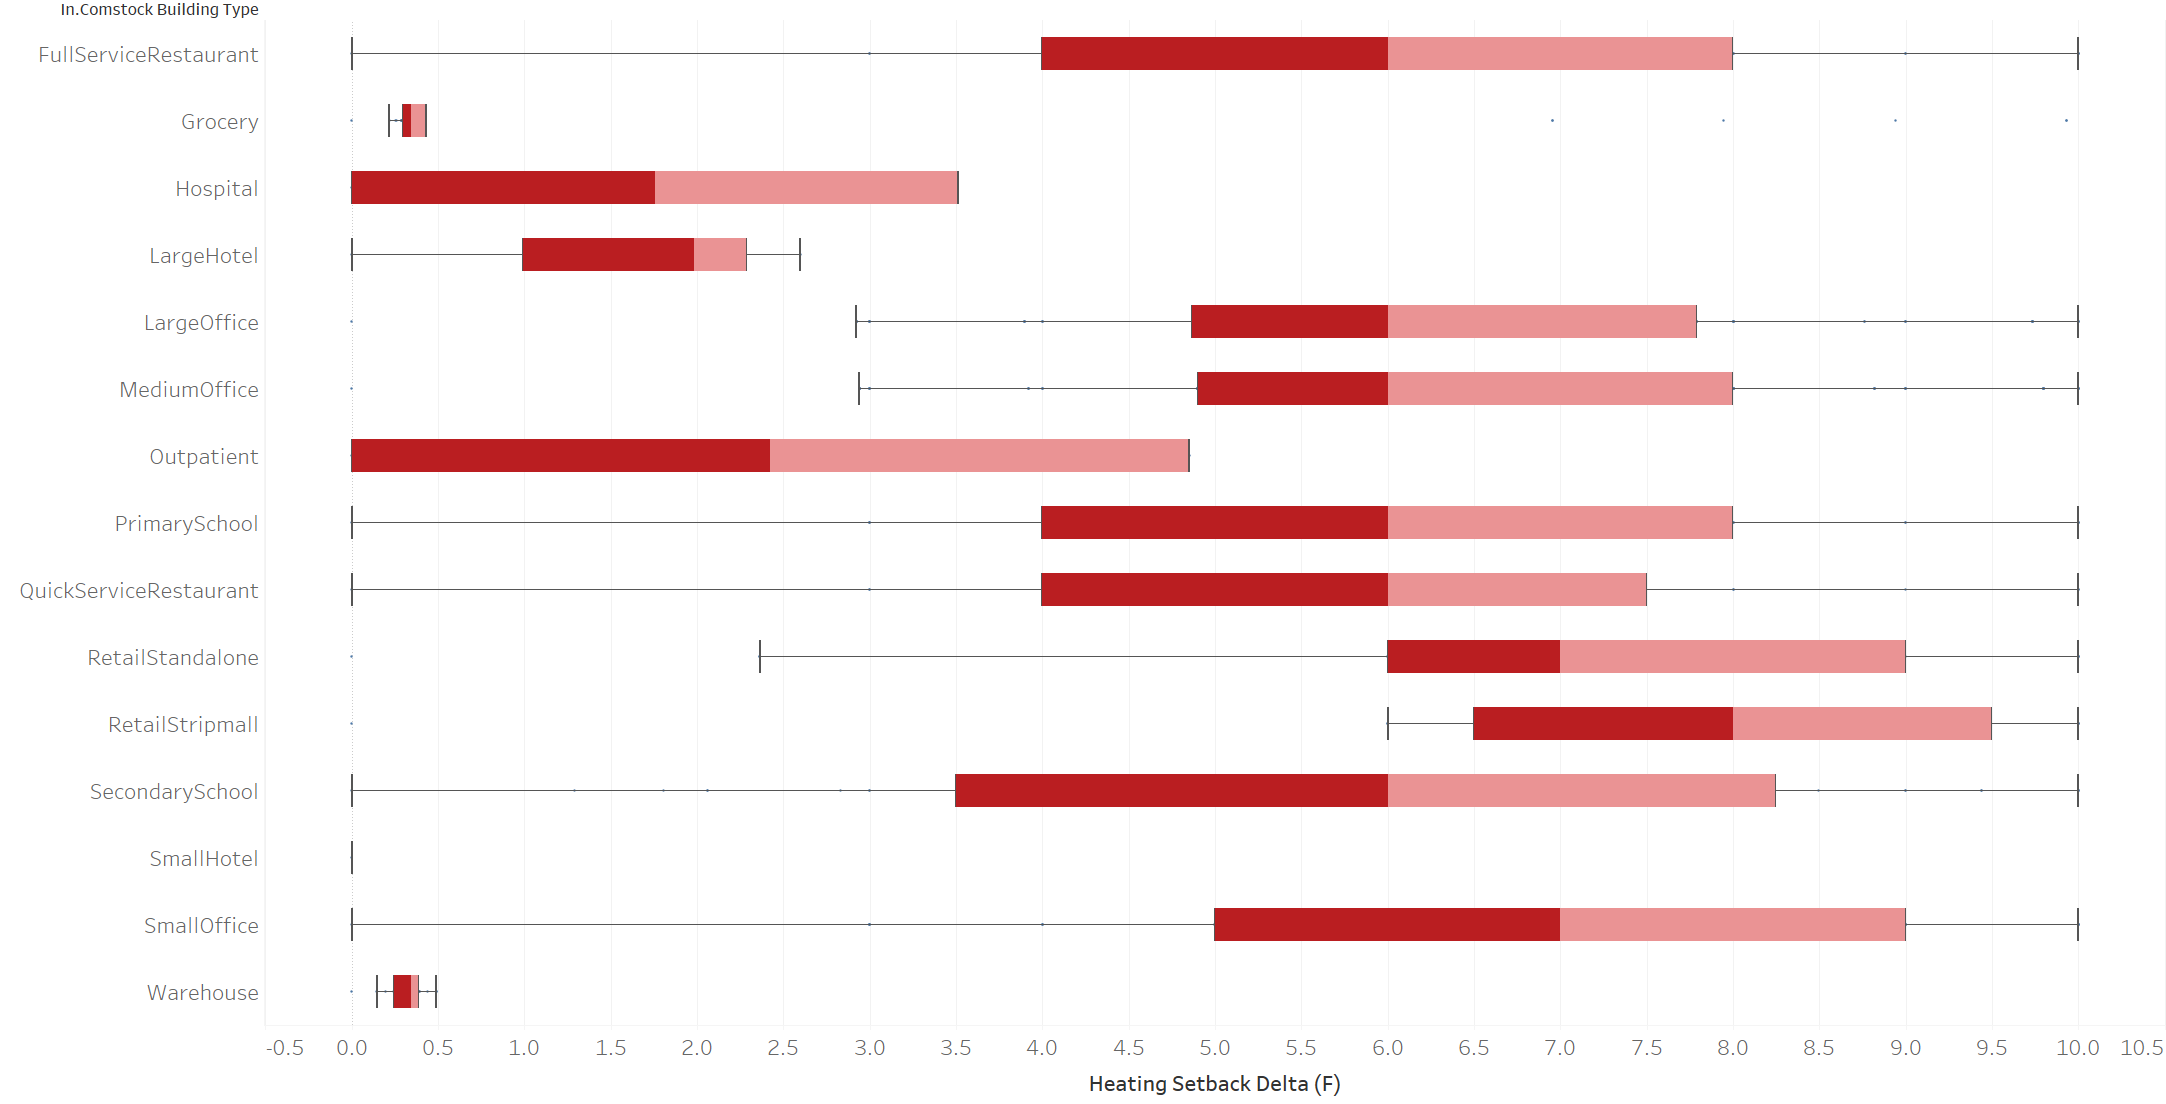 In.Comstock Building Type
FullServiceRestaurant
Grocery
Hospital
LargeHotel
LargeOffice
MediumOffice
Outpatient
PrimarySchool
QuickServiceRestaurant
RetailStandalone
RetailStripmall
SecondarySchool
SmallHotel
SmallOffice
Warehouse
-0.5 0.0 0.5 1.0 1.5 2.0 2.5 3.0 3.5 4.0 4.5 5.0 5.5 6.0 6.5 7.0 7.5 8.0 8.5 9.0 9.5 10.0 10.5
Heating Setback Delta (F)